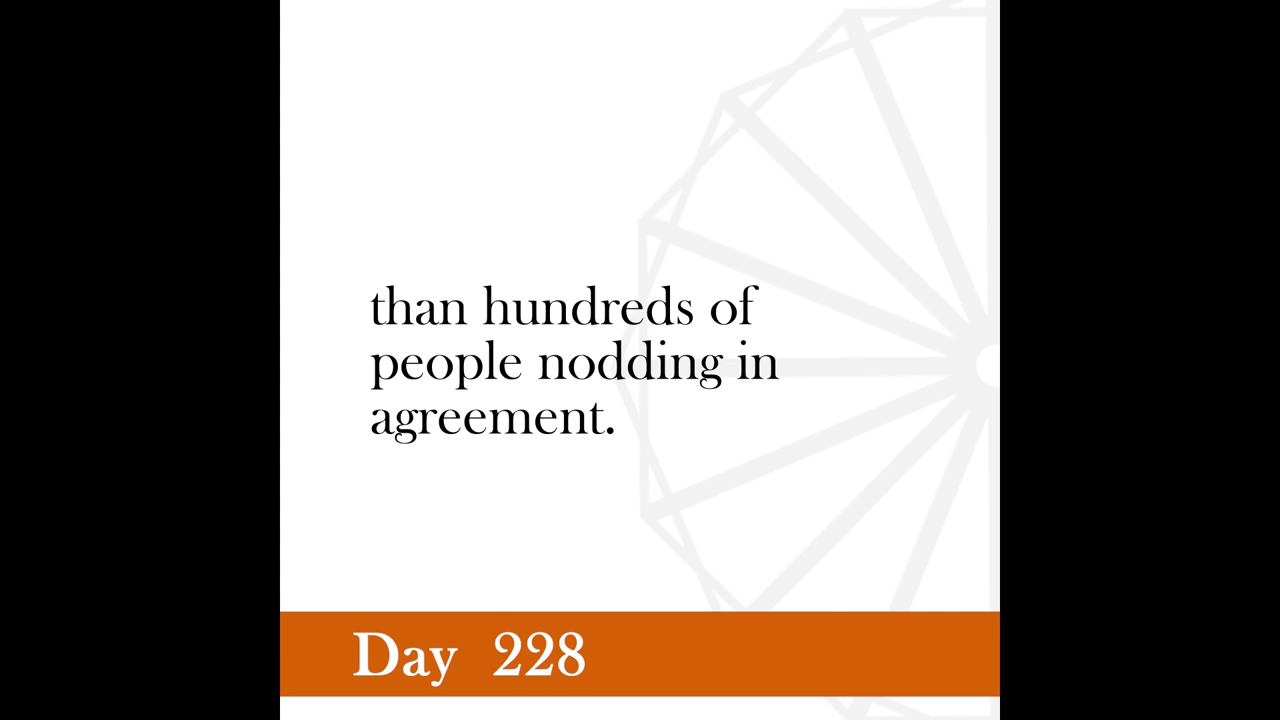 than hundreds of
people nodding in
agreement.
Day 228